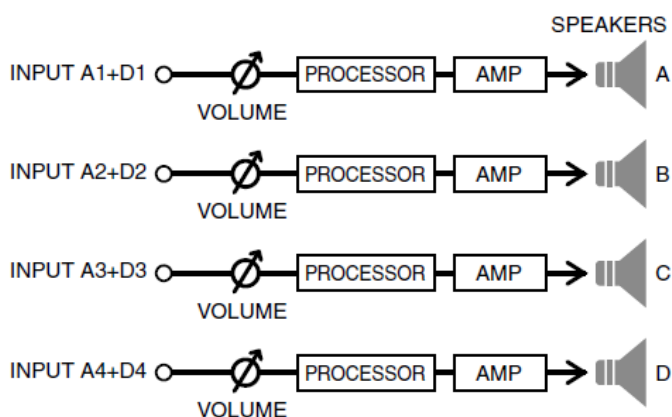 SPEAKERS
INPUT A1+D1 PROCESSOR AMP A
VOLUME
INPUT A2+D2 PROCESSOR AMP B
VOLUME
INPUT A3+D3 PROCESSOR AMP C
VOLUME
INPUT A4+D4 PROCESSOR AMP D
VOLUME